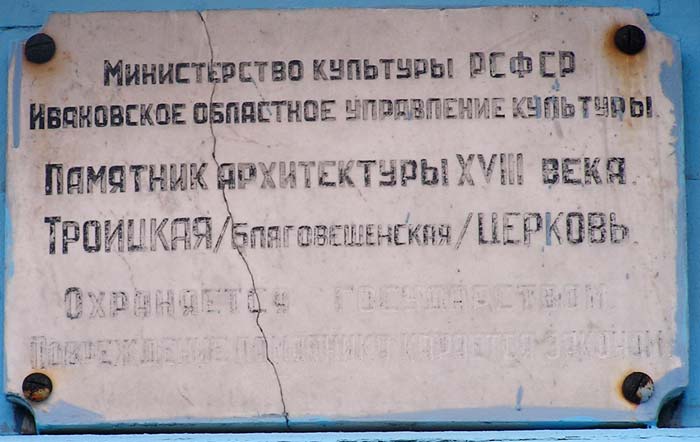 Министерство культуры РСФСР
Ивановское областное управление культуры
Памятник архитектуры XVIII века
Троицкая/Благовещенская/церковь
Охраняется государством
Повреждение памятника карается законом